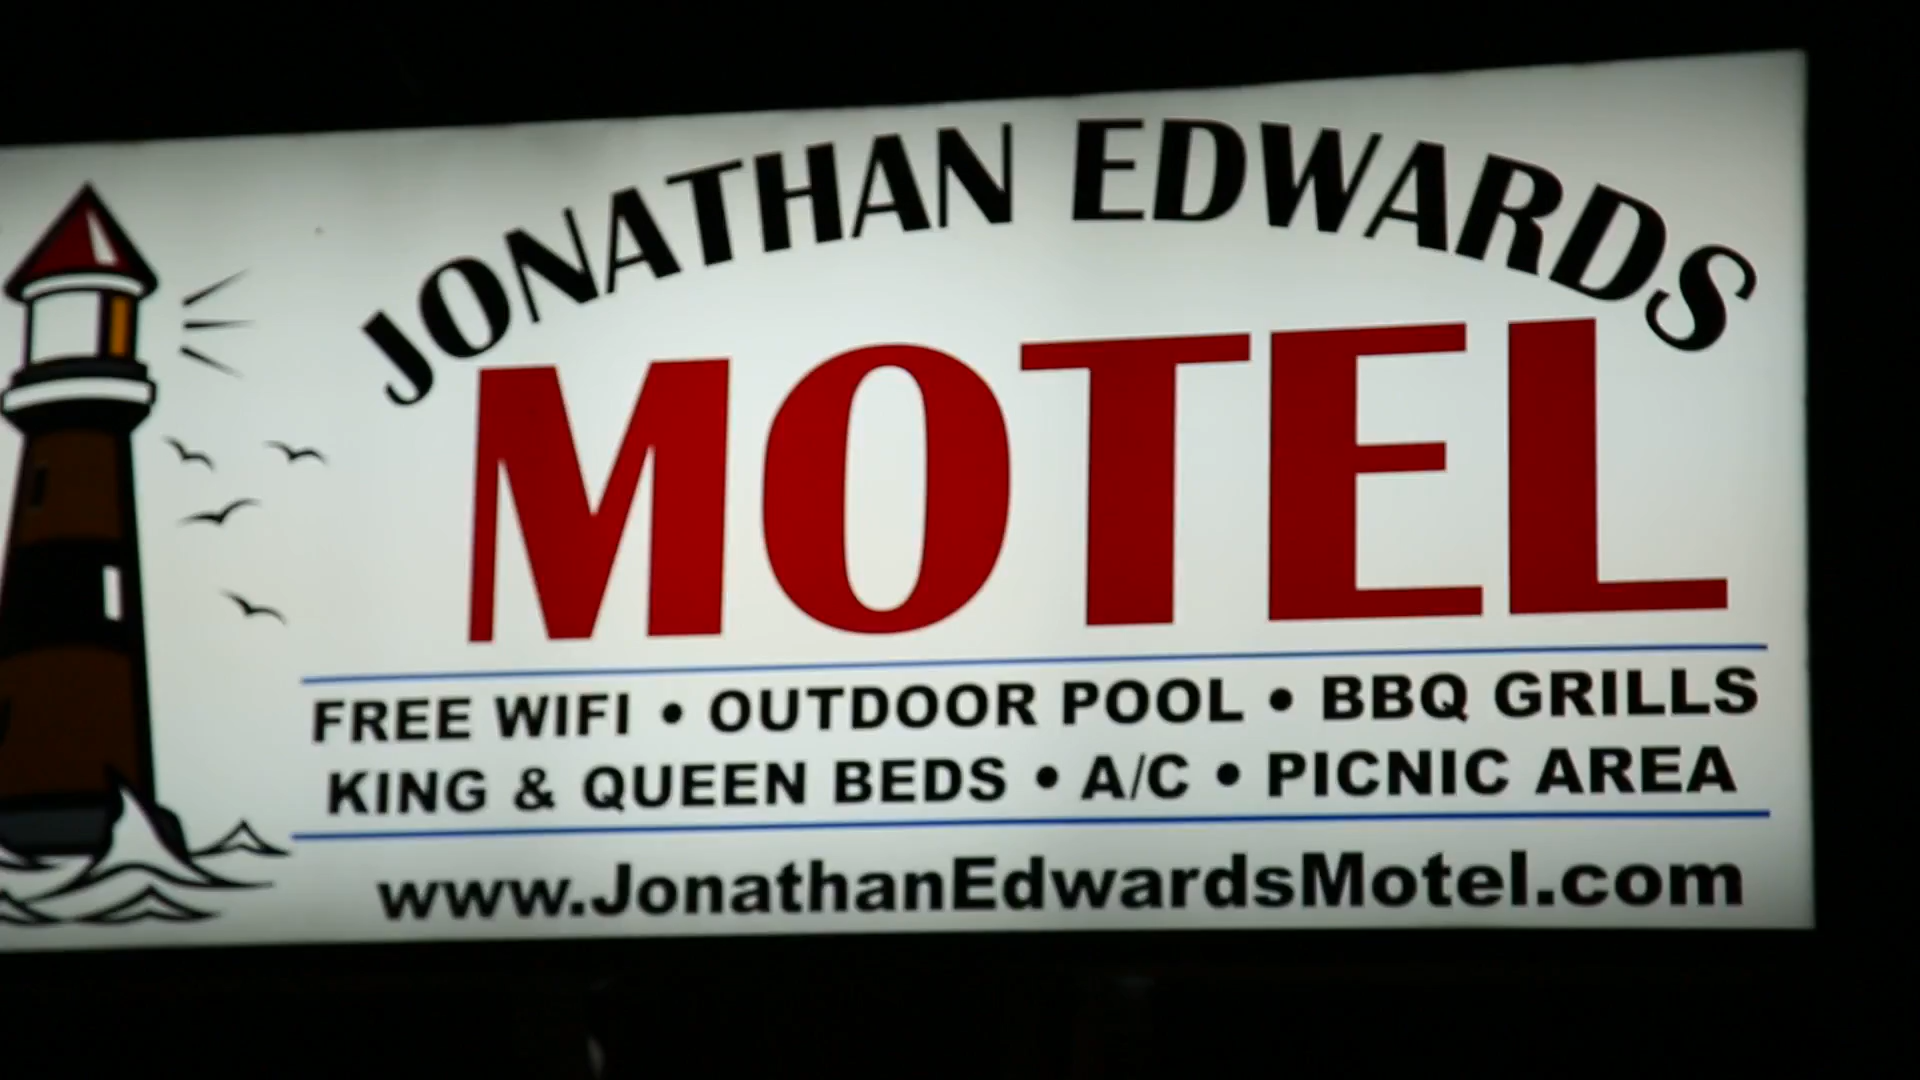 JONATHAN EDWARDS
MOTEL
FREE WIFI • OUTDOOR POOL • BBQ GRILLS
KING & QUEEN BEDS • A/C • PICNIC AREA
www.JonathanEdwardsMotel.com